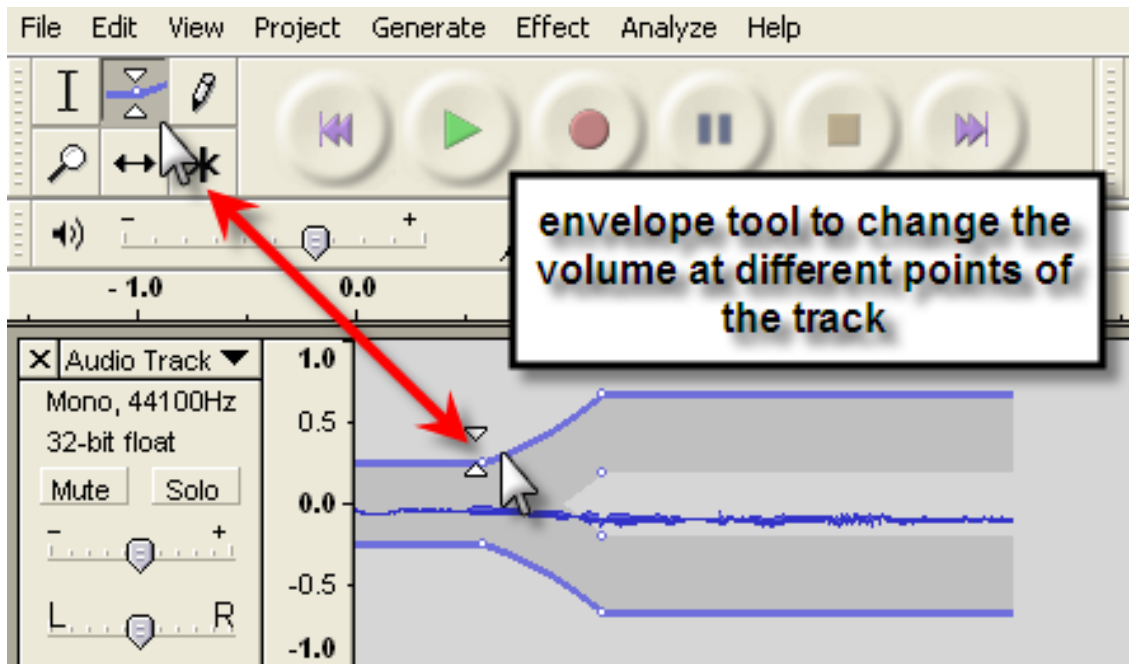 File Edit View Project Generate Effect Analyze Help
- +
envelope tool to change the
volume at different points of
the track
- 1.0 0.0
X Audio Track
Mono, 44100Hz
32-bit float
Mute Solo
- +
L R
1.0
0.5
0.0
-0.5
-1.0